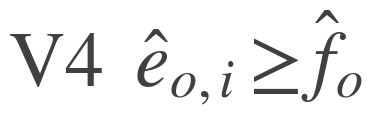 V4 ê_{o,i} ≥ f̂_o